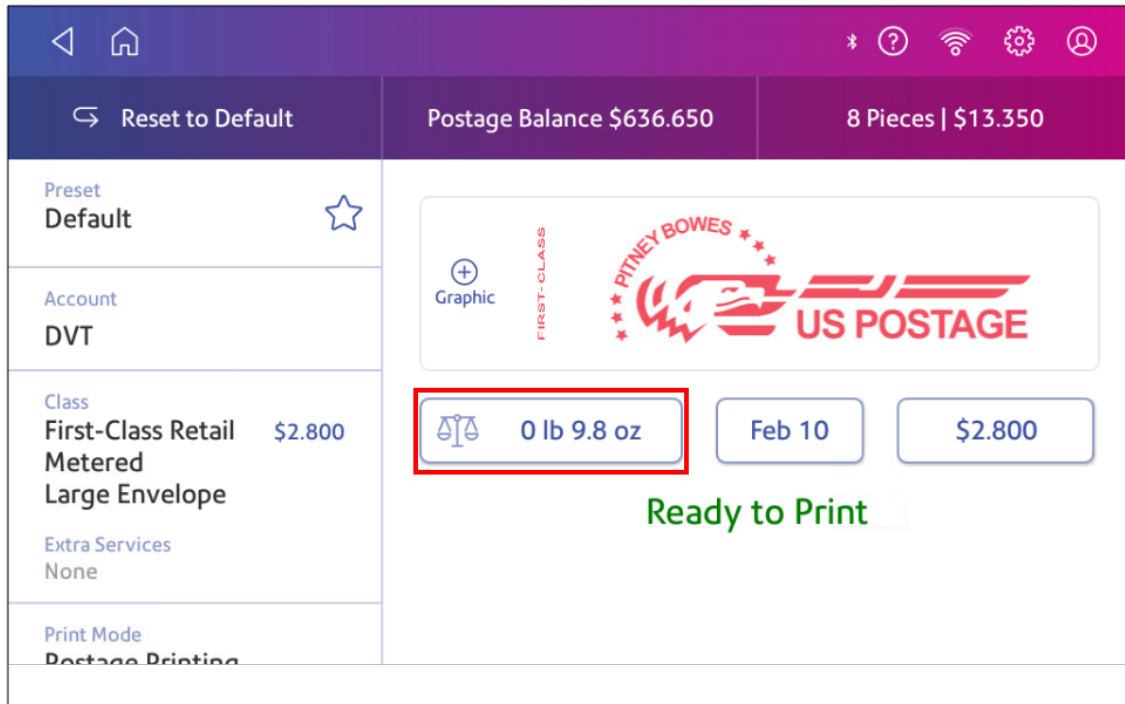 Reset to Default
Postage Balance $636.650
8 Pieces | $13.350
Preset
Default
Account
DVT
Class
First-Class Retail $2.800
Metered
Large Envelope
Extra Services
None
Print Mode
Postage Printing
Graphic
FIRST-CLASS
PITNEY BOWES
US POSTAGE
0 lb 9.8 oz
Feb 10
$2.800
Ready to Print